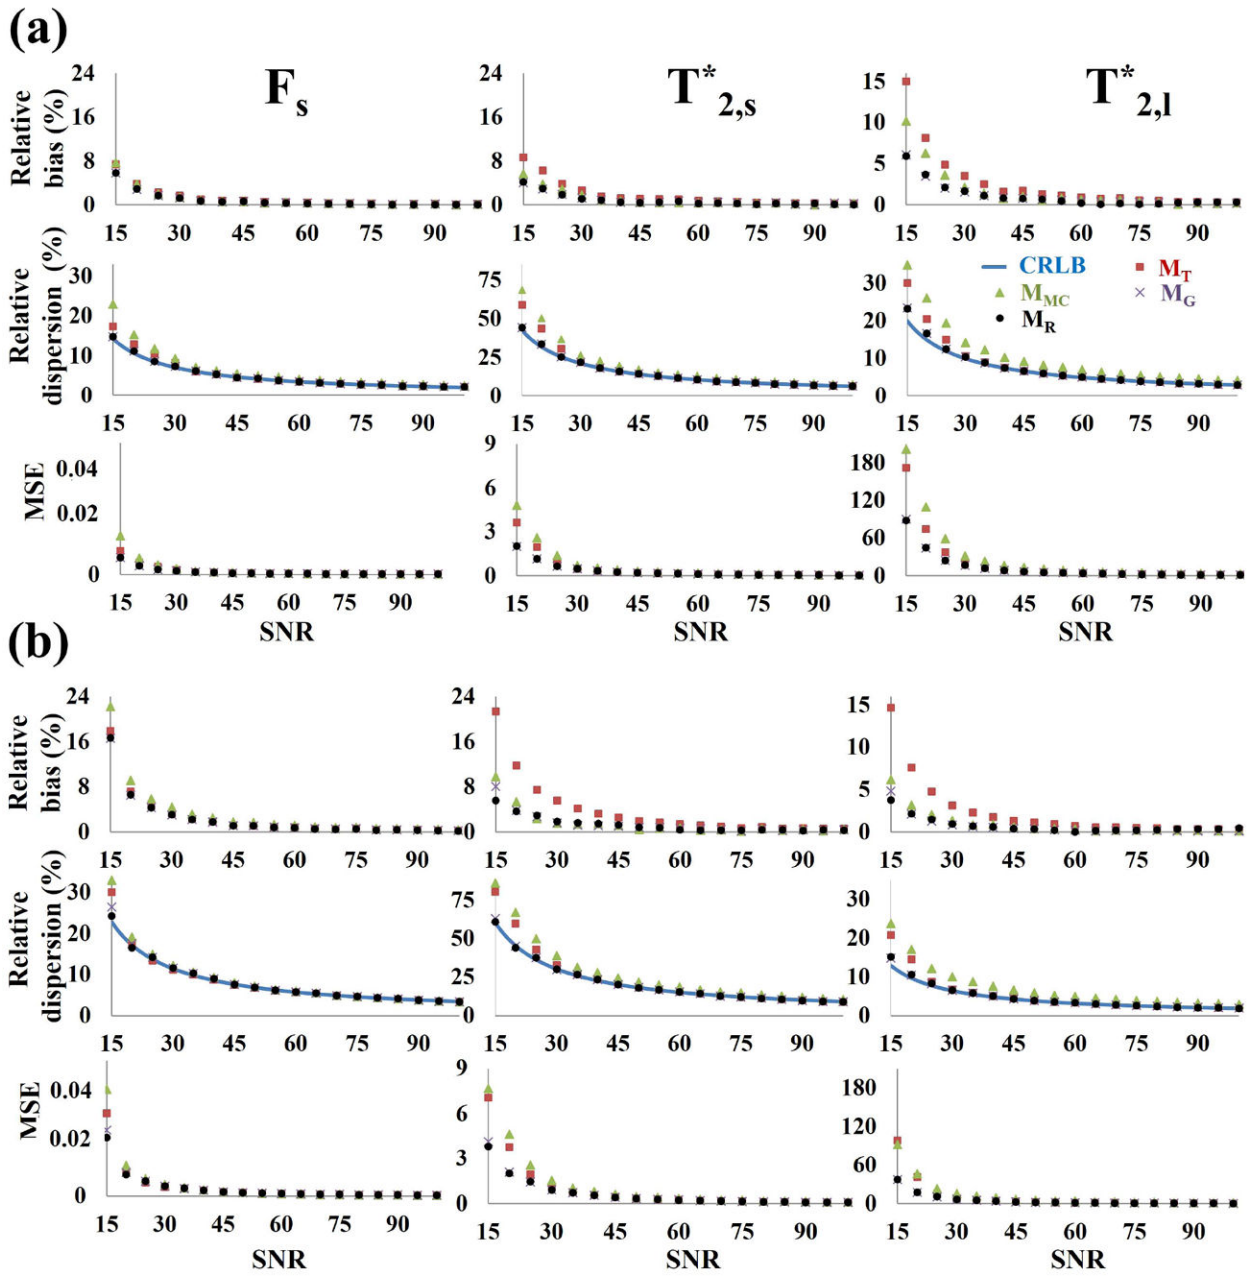 (a)
F_s T*_2,s T*_2,l
Relative bias (%)
24 16 8 0
15 30 45 60 75 90
24 16 8 0
15 30 45 60 75 90
15 10 5 0
15 30 45 60 75 90
Relative dispersion (%)
30 20 10 0
15 30 45 60 75 90
75 50 25 0
15 30 45 60 75 90
30 20 10 0
15 30 45 60 75 90
CRLB M_T
M_MC M_G
M_R
MSE
0.04 0.02 0
15 30 45 60 75 90
9 6 3 0
15 30 45 60 75 90
180 120 60 0
15 30 45 60 75 90
SNR SNR SNR
(b)
Relative bias (%)
24 16 8 0
15 30 45 60 75 90
24 16 8 0
15 30 45 60 75 90
15 10 5 0
15 30 45 60 75 90
Relative dispersion (%)
30 20 10 0
15 30 45 60 75 90
75 50 25 0
15 30 45 60 75 90
30 20 10 0
15 30 45 60 75 90
MSE
0.04 0.02 0
15 30 45 60 75 90
9 6 3 0
15 30 45 60 75 90
180 120 60 0
15 30 45 60 75 90
SNR SNR SNR